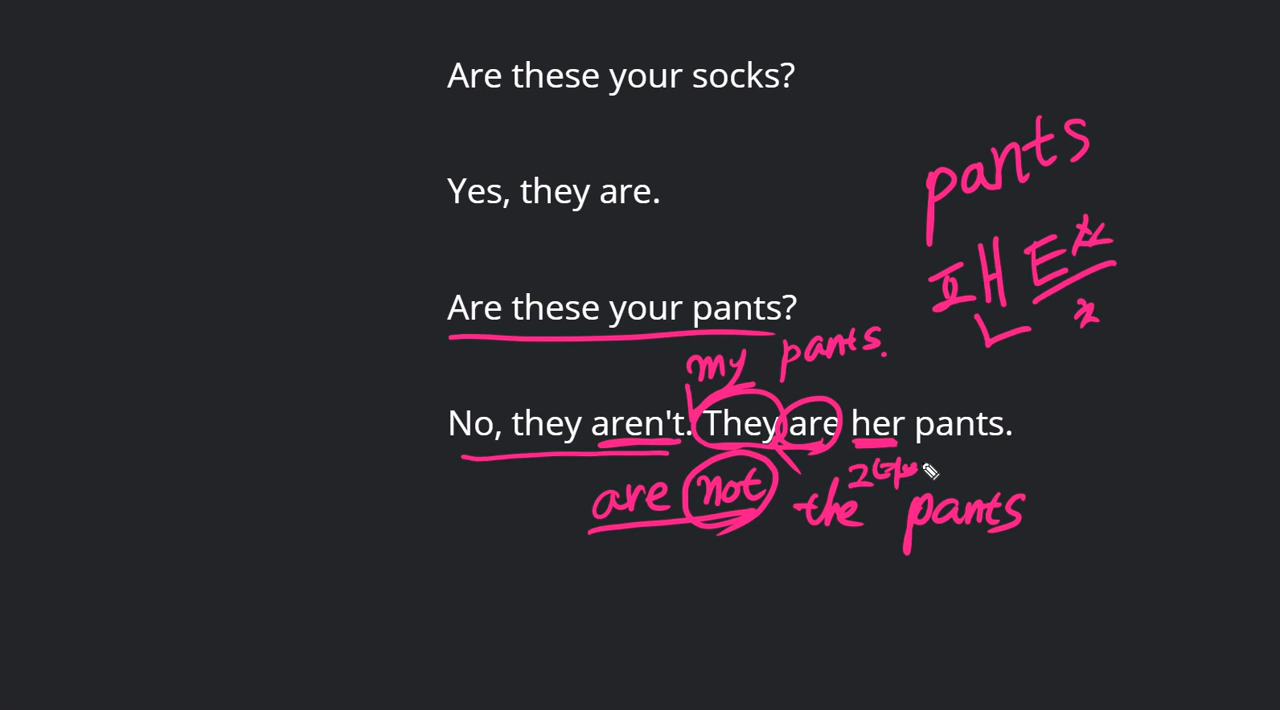 Are these your socks?
pants
Yes, they are.
팬트
ㅊ
Are these your pants?
my pants.
No, they aren't. They are her pants.
are not the pants